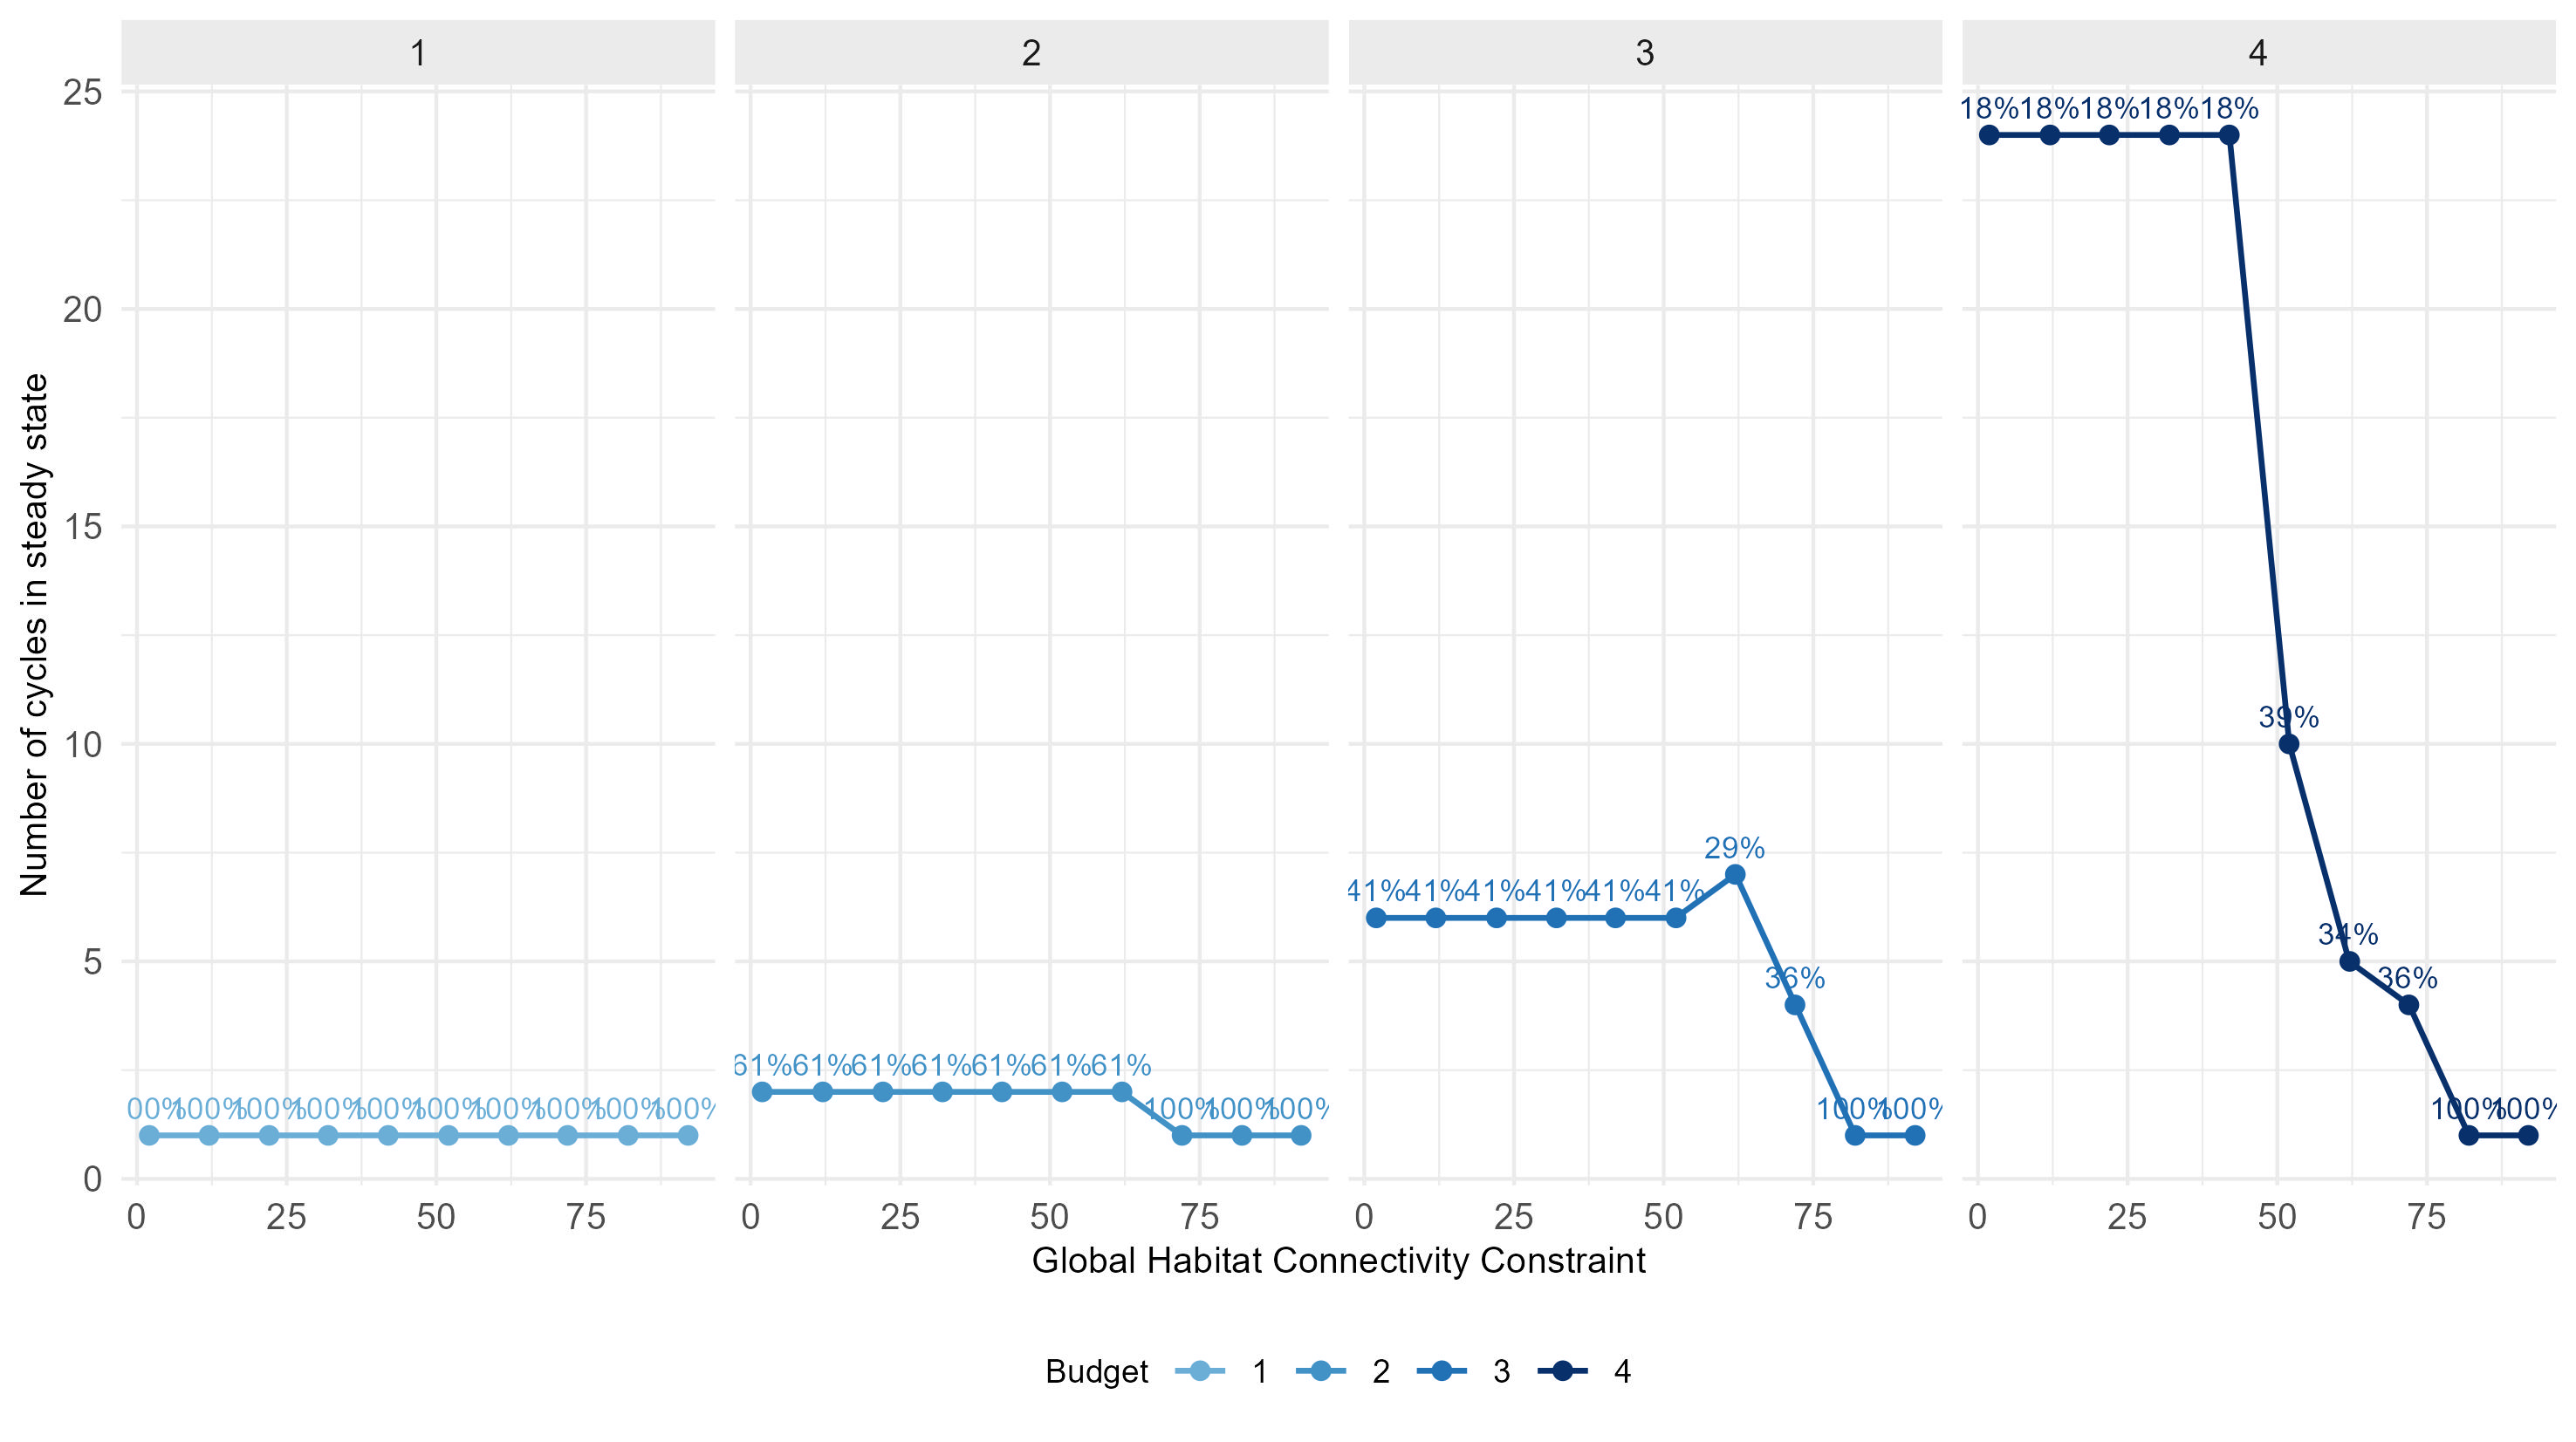 1 2 3 4
25
20
15
10
5
0
Number of cycles in steady state
00% 100% 100% 100% 100% 100% 100% 100% 100% 100%
61% 61% 61% 61% 61% 61% 61% 100% 100% 100%
41% 41% 41% 41% 41% 41% 29% 36% 100% 100%
18% 18% 18% 18% 18% 39% 34% 36% 100% 100%
0 25 50 75 0 25 50 75 0 25 50 75 0 25 50 75
Global Habitat Connectivity Constraint
Budget 1 2 3 4